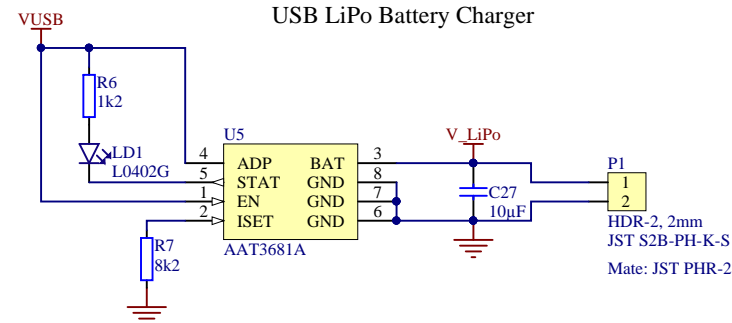 USB LiPo Battery Charger
VUSB
R6
1k2
LD1
L0402G
U5
4 ADP BAT 3
5 STAT GND 8
1 EN GND 7
2 ISET GND 6
AAT3681A
R7
8k2
V_LiPo
C27
10µF
P1
1
2
HDR-2, 2mm
JST S2B-PH-K-S
Mate: JST PHR-2